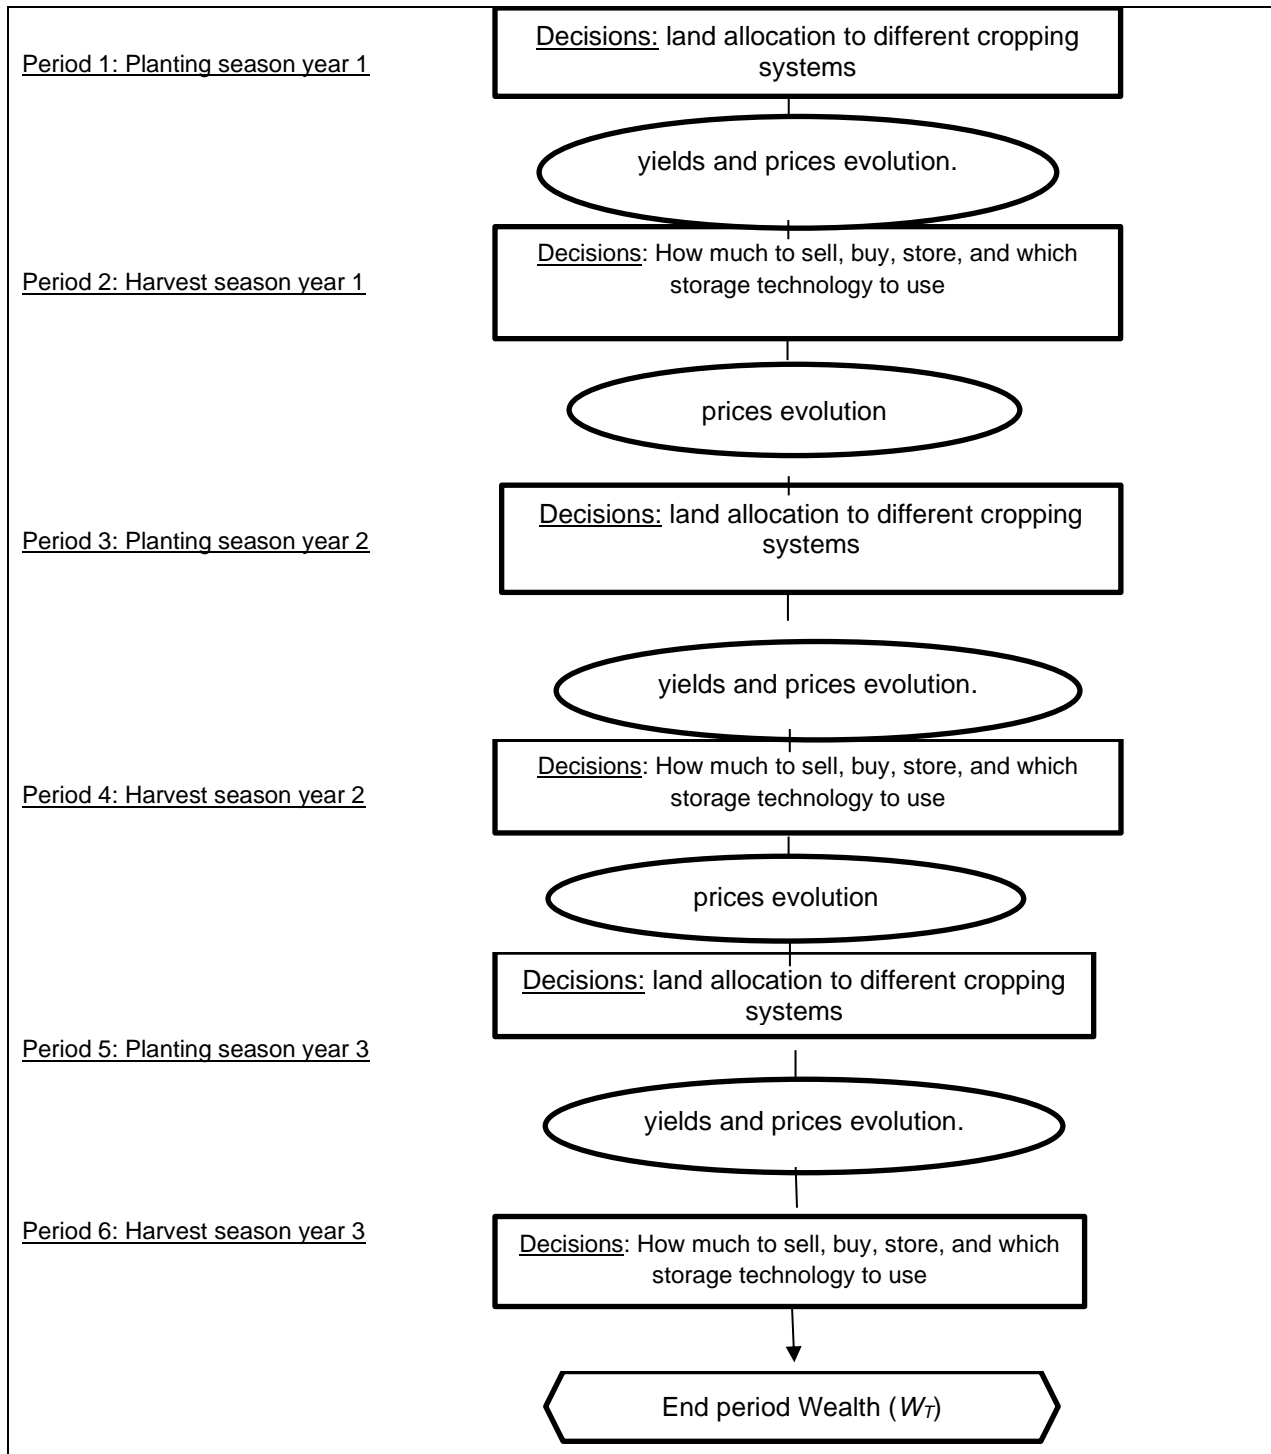 Decisions: land allocation to different cropping
systems
Period 1: Planting season year 1
yields and prices evolution.
Decisions: How much to sell, buy, store, and which
storage technology to use
Period 2: Harvest season year 1
prices evolution
Decisions: land allocation to different cropping
systems
Period 3: Planting season year 2
yields and prices evolution.
Decisions: How much to sell, buy, store, and which
storage technology to use
Period 4: Harvest season year 2
prices evolution
Decisions: land allocation to different cropping
systems
Period 5: Planting season year 3
yields and prices evolution.
Period 6: Harvest season year 3
Decisions: How much to sell, buy, store, and which
storage technology to use
End period Wealth (W_T)